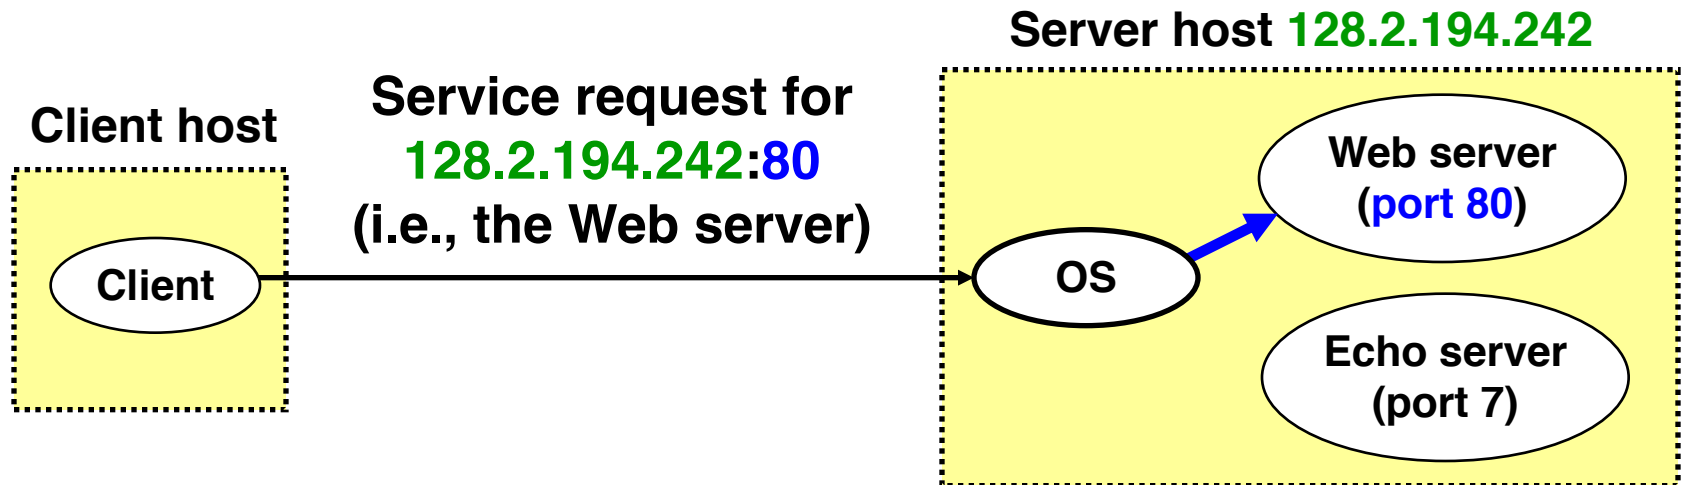 Server host 128.2.194.242
Client host
Service request for
128.2.194.242:80
(i.e., the Web server)
Client
OS
Web server
(port 80)
Echo server
(port 7)